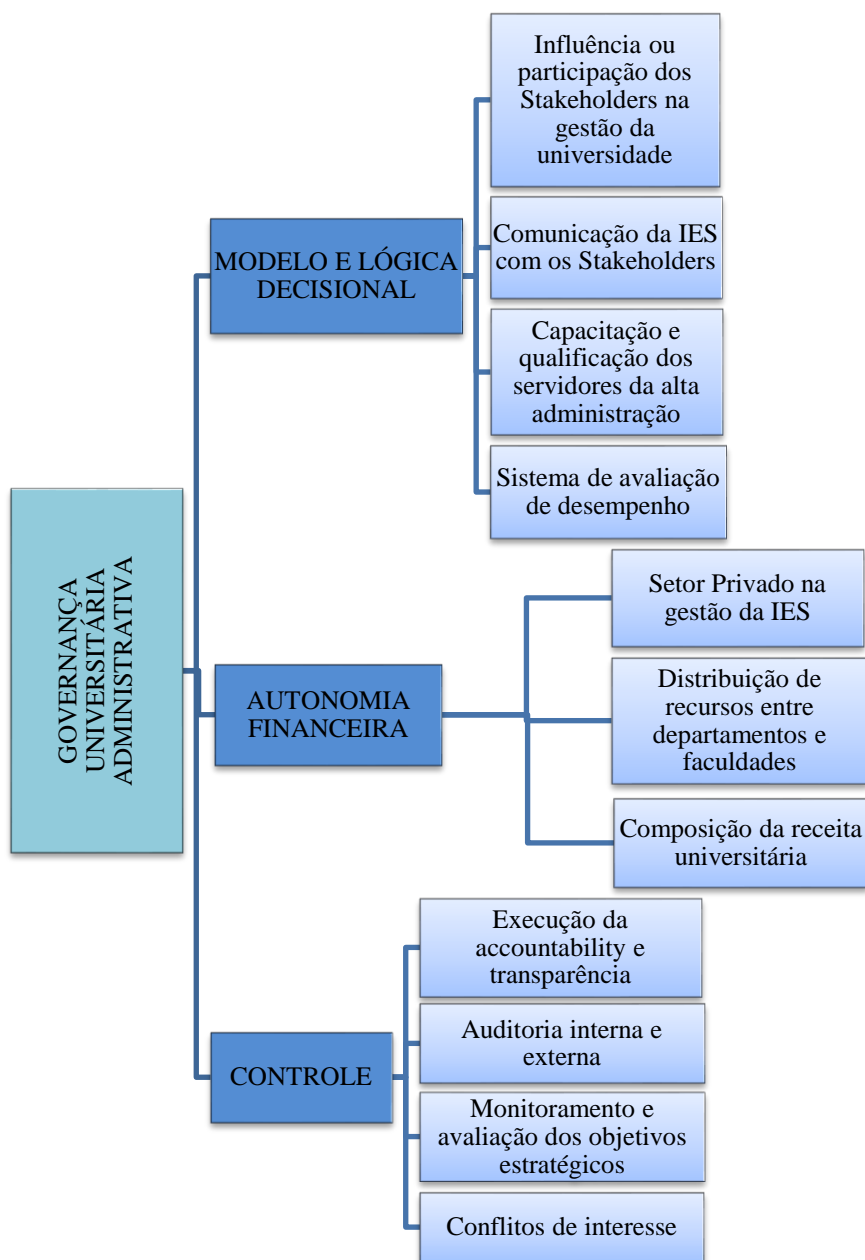 GOVERNANÇA
UNIVERSITÁRIA
ADMINISTRATIVA
MODELO E LÓGICA
DECISIONAL
Influência ou
participação dos
Stakeholders na
gestão da
universidade
Comunicação da IES
com os Stakeholders
Capacitação e
qualificação dos
servidores da alta
administração
Sistema de avaliação
de desempenho
AUTONOMIA
FINANCEIRA
Setor Privado na
gestão da IES
Distribuição de
recursos entre
departamentos e
faculdades
Composição da receita
universitária
CONTROLE
Execução da
accountability e
transparência
Auditoria interna e
externa
Monitoramento e
avaliação dos objetivos
estratégicos
Conflitos de interesse